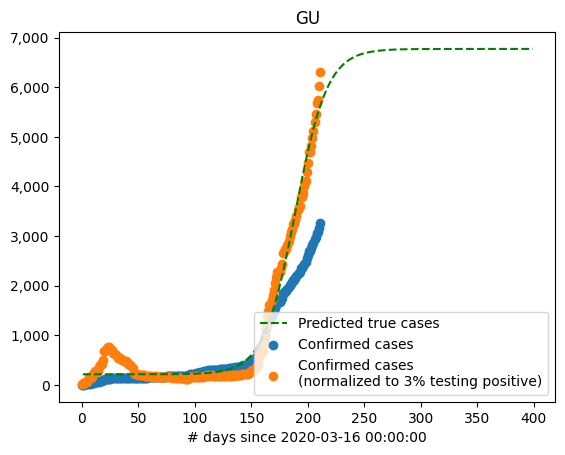 GU
7,000
6,000
5,000
4,000
3,000
2,000
1,000
0
Predicted true cases
Confirmed cases
Confirmed cases
(normalized to 3% testing positive)
0 50 100 150 200 250 300 350 400
# days since 2020-03-16 00:00:00